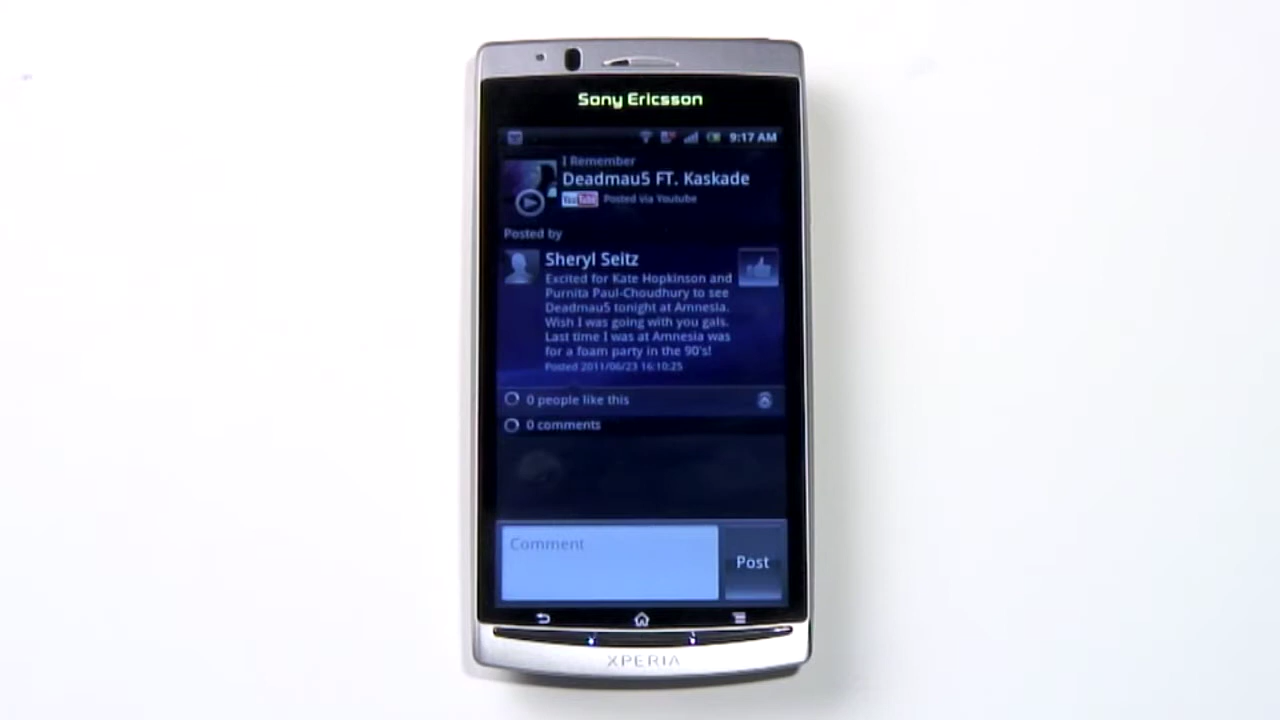 Sony Ericsson
9:17 AM
I Remember
Deadmau5 FT. Kaskade
YouTube Posted via Youtube
Posted by
Sheryl Seitz
Excited for Kate Hopkinson and
Purnita Paul-Choudhury to see
Deadmau5 tonight at Amnesia.
Wish I was going with you gals.
Last time I was at Amnesia was
for a foam party in the 90's!
Posted 2011/06/23 16:10:25
0 people like this
0 comments
Comment
Post
XPERIA